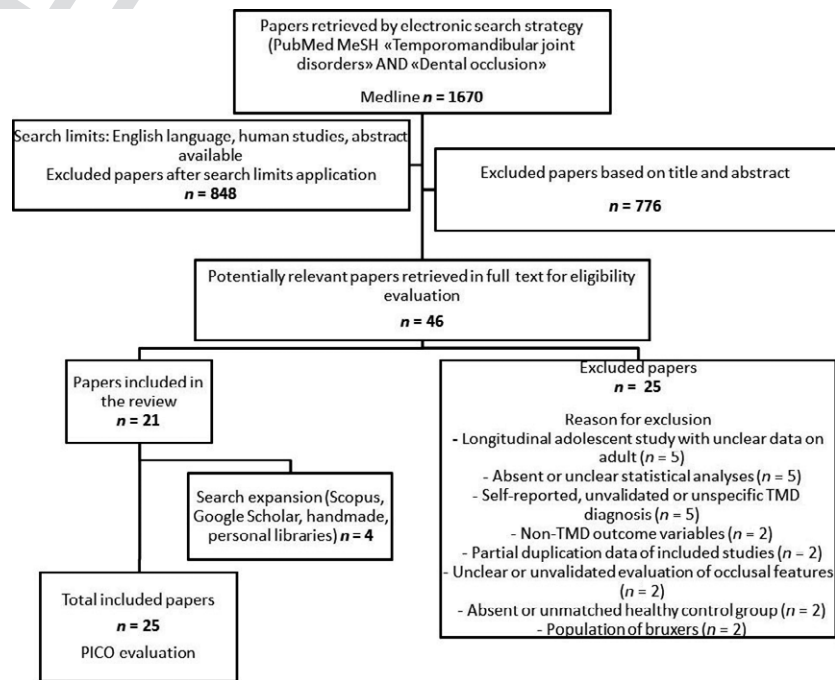 Papers retrieved by electronic search strategy
(PubMed MeSH «Temporomandibular joint
disorders» AND «Dental occlusion»
Medline n = 1670
Search limits: English language, human studies, abstract
available
Excluded papers after search limits application
n = 848
Excluded papers based on title and abstract
n = 776
Potentially relevant papers retrieved in full text for eligibility
evaluation
n = 46
Papers included in
the review
n = 21
Search expansion (Scopus,
Google Scholar, handmade,
personal libraries) n = 4
Total included papers
n = 25
PICO evaluation
Excluded papers
n = 25
Reason for exclusion
- Longitudinal adolescent study with unclear data on
adult (n = 5)
- Absent or unclear statistical analyses (n = 5)
- Self-reported, unvalidated or unspecific TMD
diagnosis (n = 5)
- Non-TMD outcome variables (n = 2)
- Partial duplication data of included studies (n = 2)
- Unclear or unvalidated evaluation of occlusal features
(n = 2)
- Absent or unmatched healthy control group (n = 2)
- Population of bruxers (n = 2)